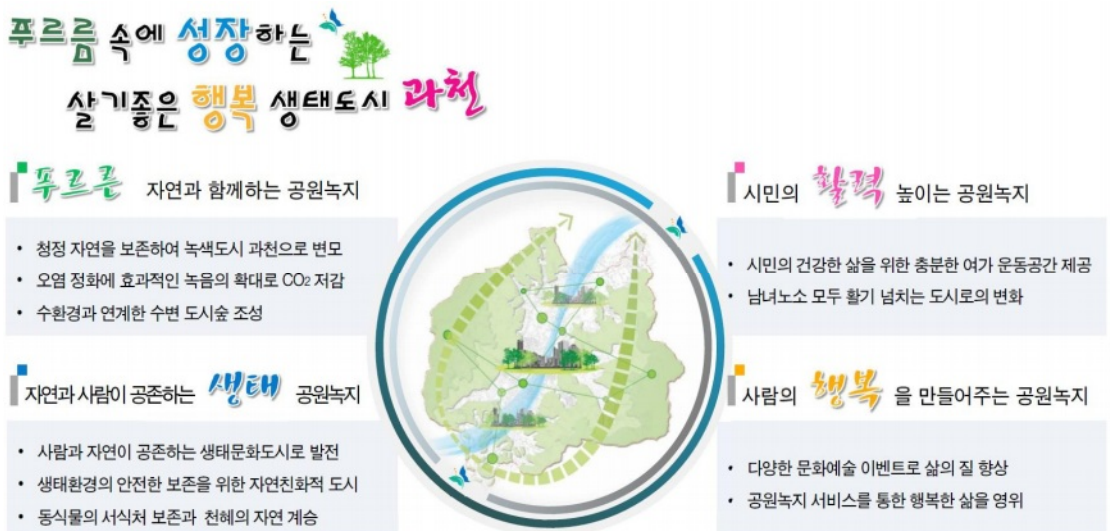 푸르름 속에 성장하는
살기좋은 행복 생태도시 과천
푸르른 자연과 함께하는 공원녹지
• 청정 자연을 보존하여 녹색도시 과천으로 변모
• 오염 정화에 효과적인 녹음의 확대로 CO₂ 저감
• 수환경과 연계한 수변 도시숲 조성
자연과 사람이 공존하는 생태 공원녹지
• 사람과 자연이 공존하는 생태문화도시로 발전
• 생태환경의 안전한 보존을 위한 자연친화적 도시
• 동식물의 서식처 보존과 천혜의 자연 계승
시민의 활력 높이는 공원녹지
• 시민의 건강한 삶을 위한 충분한 여가 운동공간 제공
• 남녀노소 모두 활기 넘치는 도시로의 변화
사람의 행복 을 만들어주는 공원녹지
• 다양한 문화예술 이벤트로 삶의 질 향상
• 공원녹지 서비스를 통한 행복한 삶을 영위